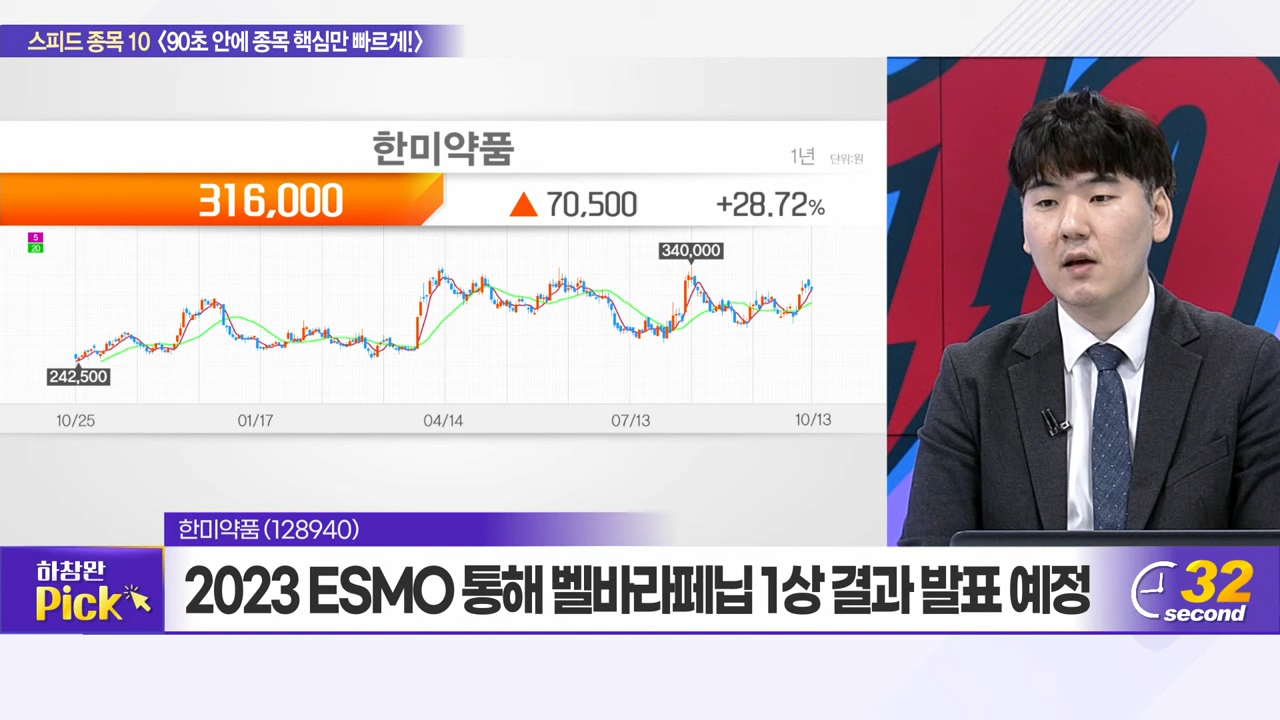 스피드 종목 10 〈90초 안에 종목 핵심만 빠르게!〉
한미약품
1년 단위:원
316,000 ▲ 70,500 +28.72%
5
20
340,000
242,500
10/25 01/17 04/14 07/13 10/13
한미약품 (128940)
하창완
Pick
2023 ESMO 통해 벨바라페닙 1상 결과 발표 예정
32
second
10